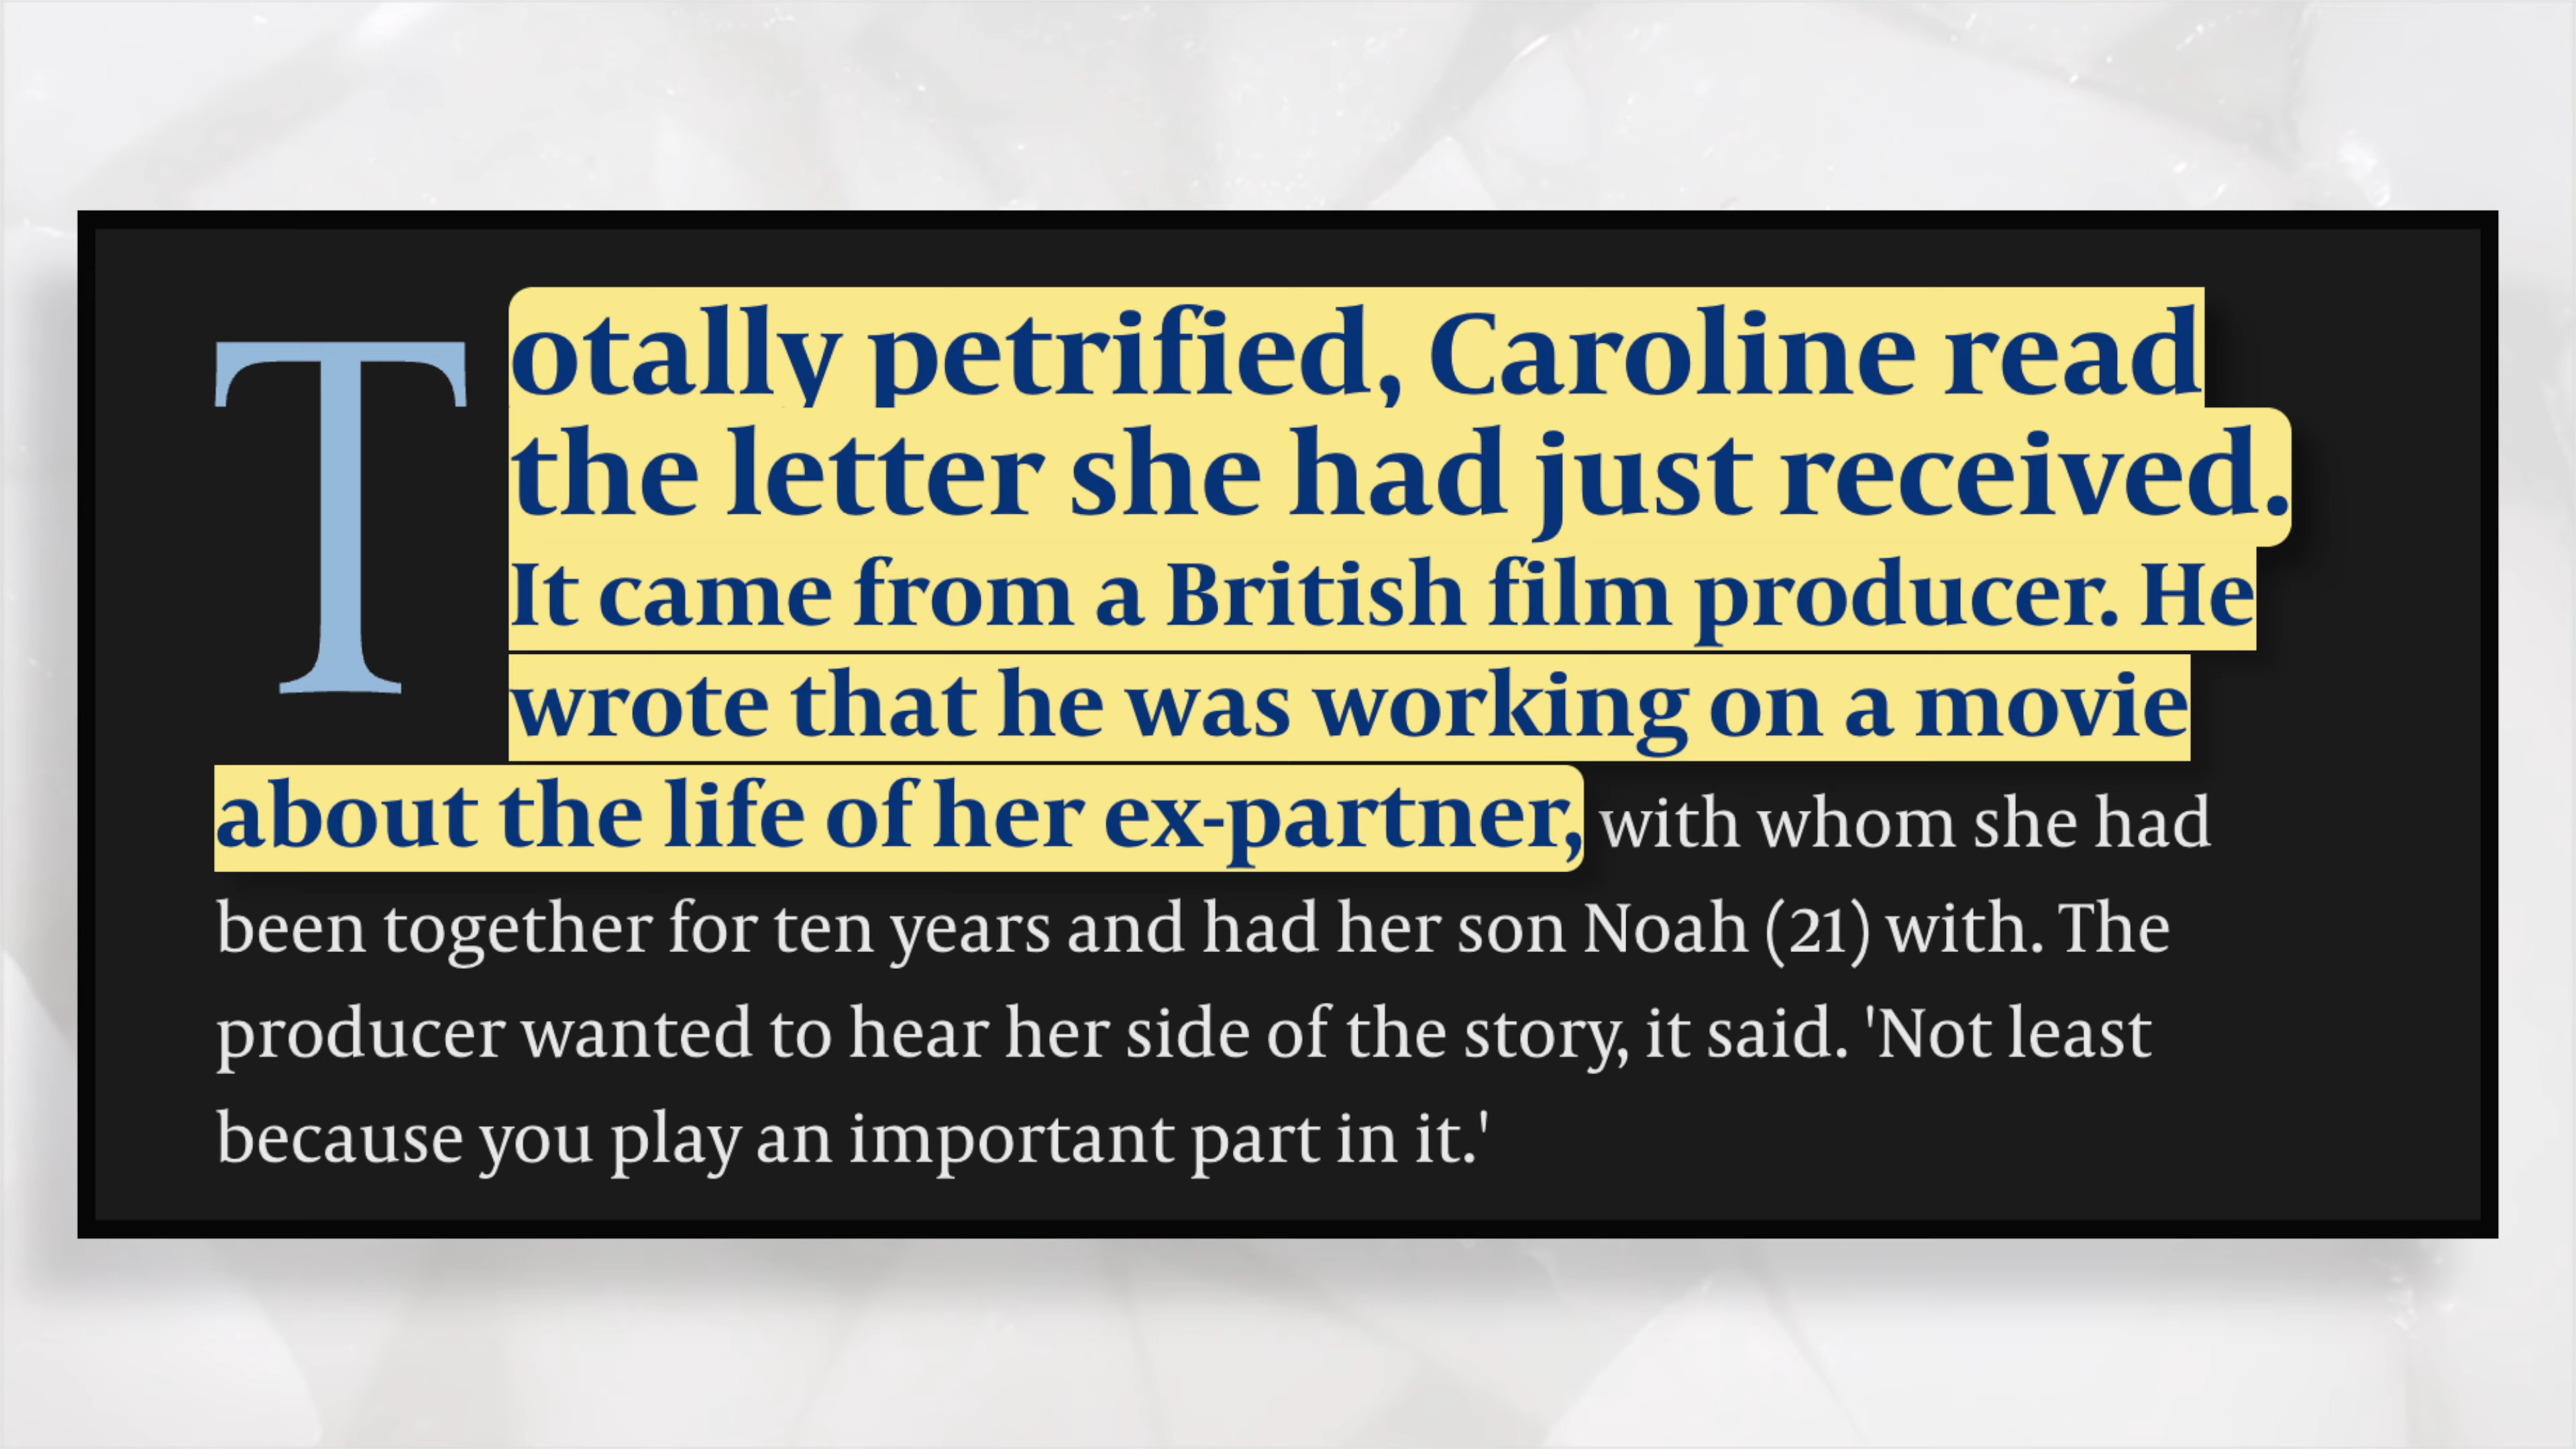 Totally petrified, Caroline read
the letter she had just received.
It came from a British film producer. He
wrote that he was working on a movie
about the life of her ex-partner, with whom she had
been together for ten years and had her son Noah (21) with. The
producer wanted to hear her side of the story, it said. 'Not least
because you play an important part in it.'